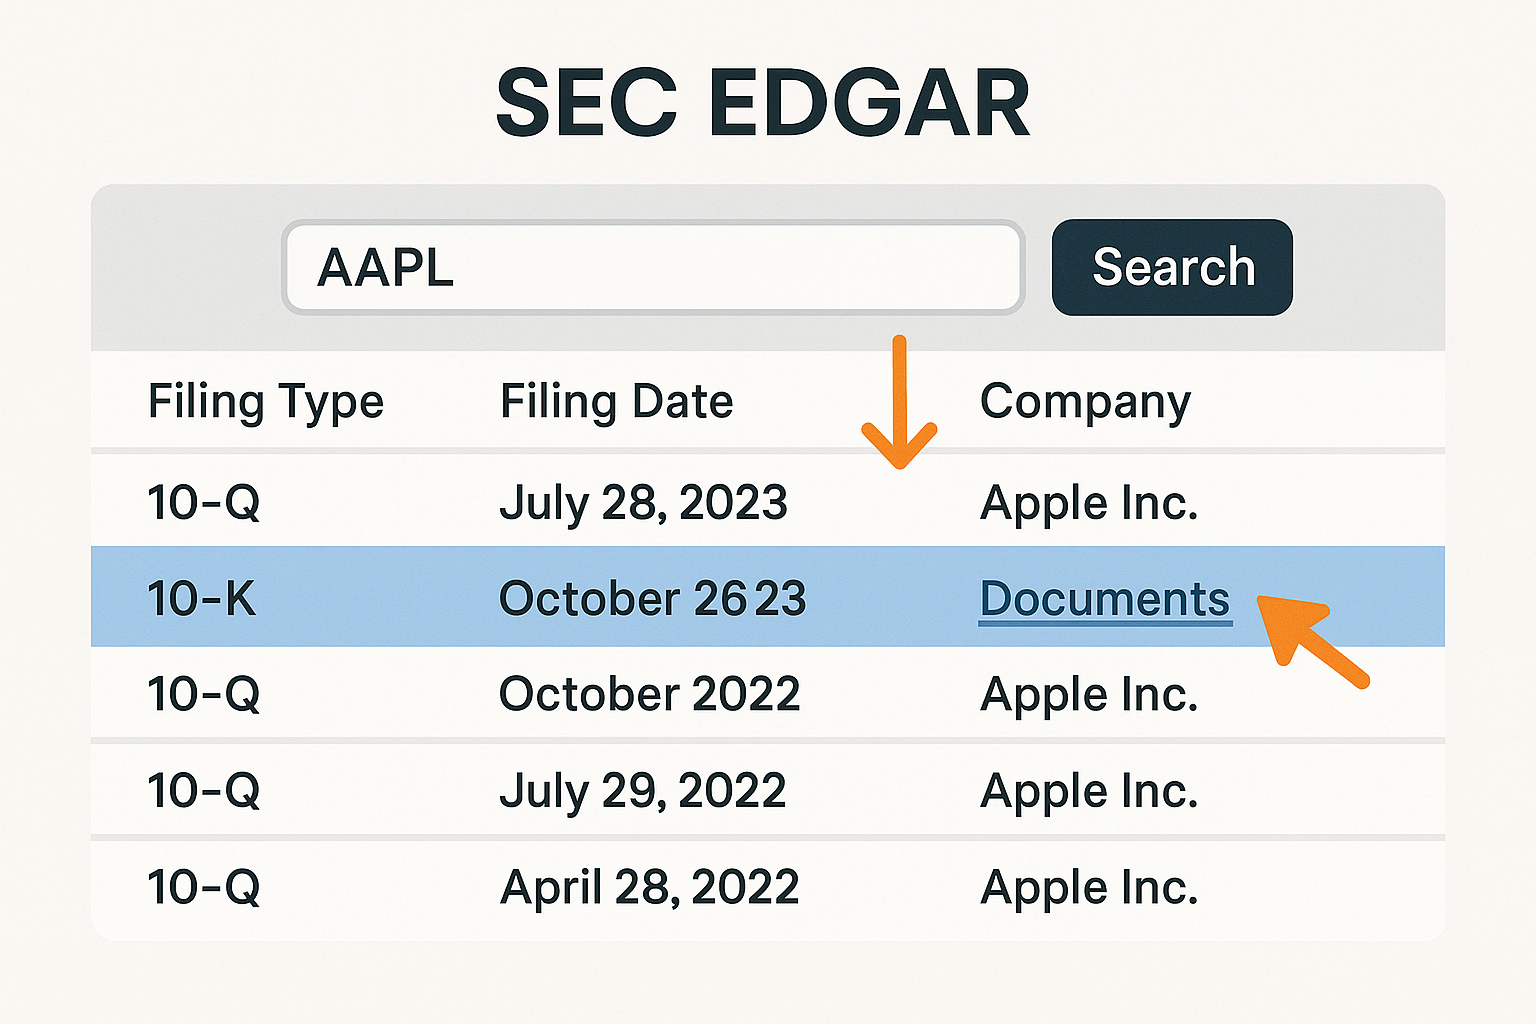 SEC EDGAR
AAPL Search
Filing Type Filing Date Company
10-Q July 28, 2023 Apple Inc.
10-K October 26 23 Documents
10-Q October 2022 Apple Inc.
10-Q July 29, 2022 Apple Inc.
10-Q April 28, 2022 Apple Inc.